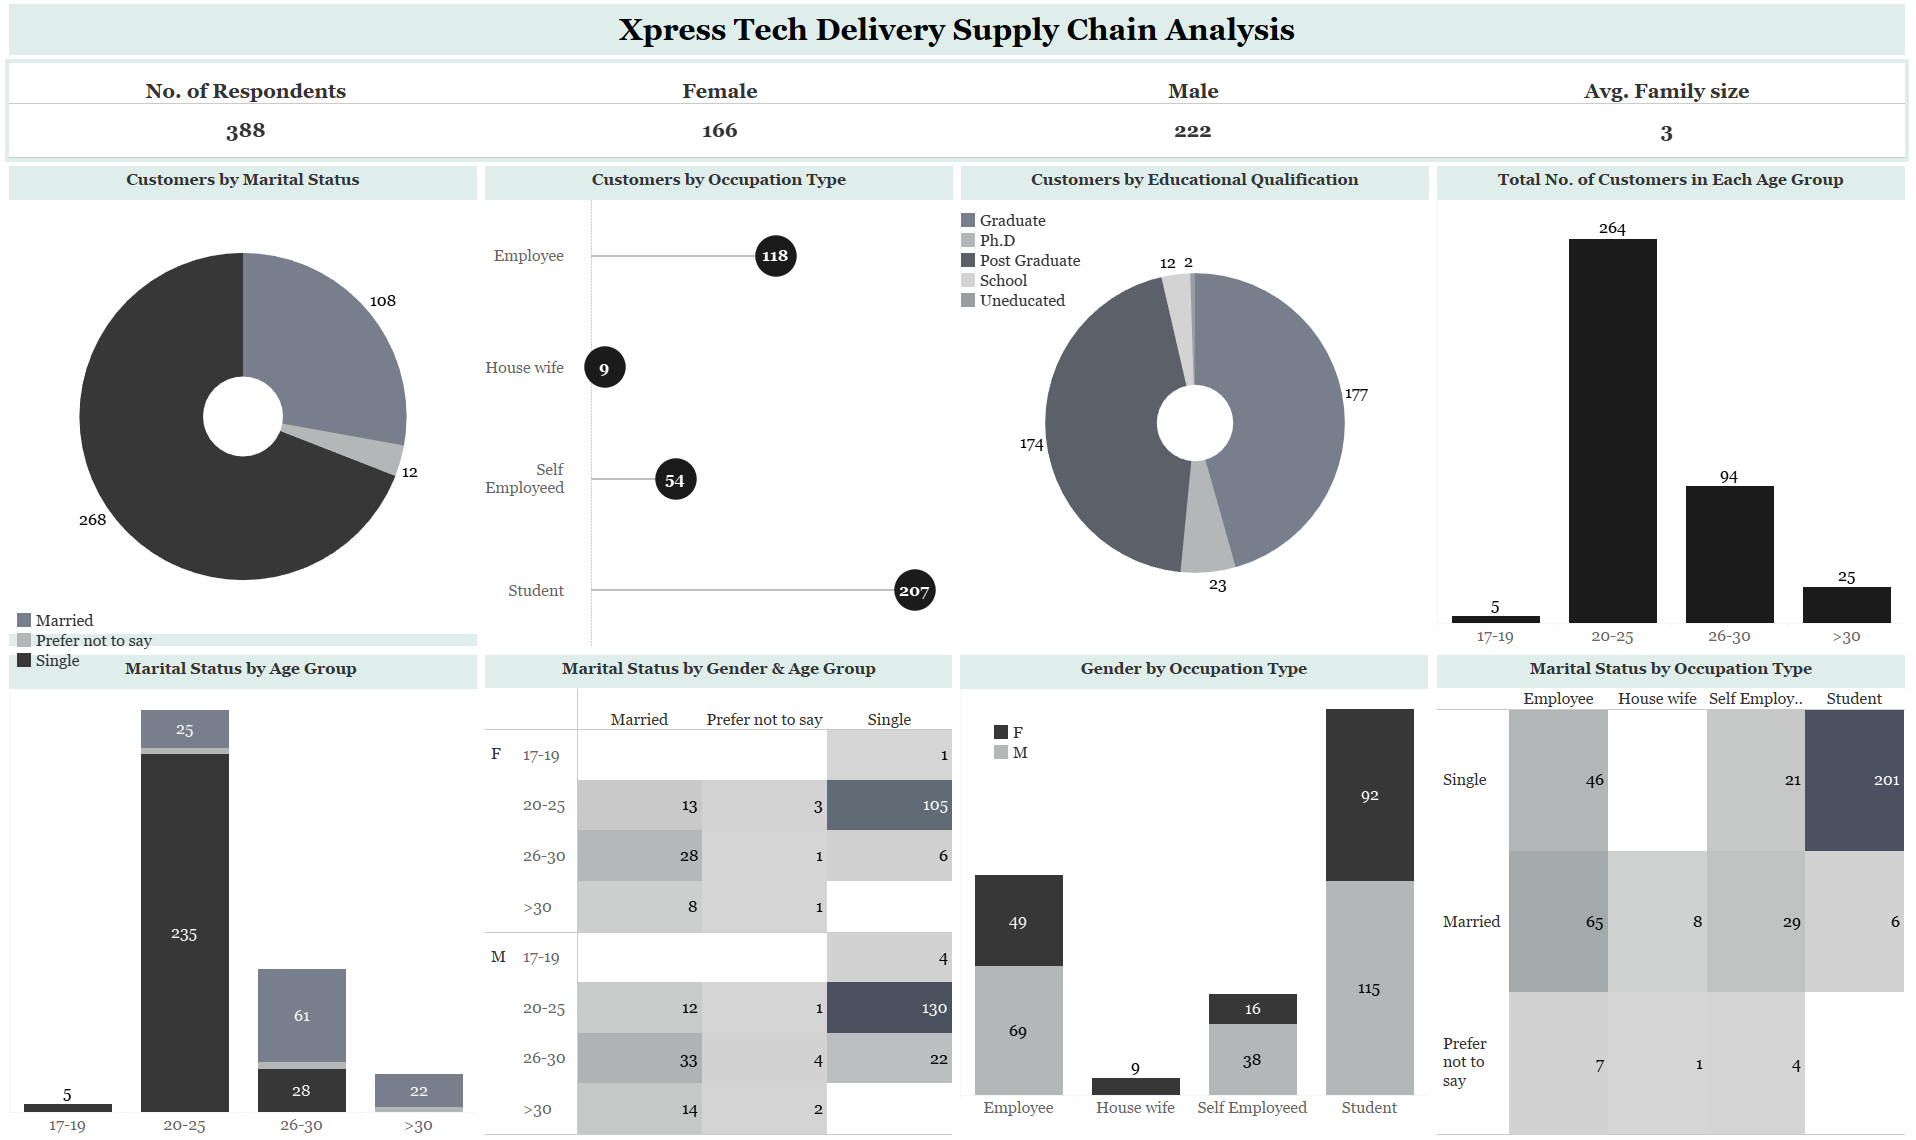 Xpress Tech Delivery Supply Chain Analysis
No. of Respondents Female Male Avg. Family size
388 166 222 3
Customers by Marital Status
108
12
268
Married
Prefer not to say
Single
Customers by Occupation Type
Employee 118
House wife 9
Self
Employeed 54
Student 207
Customers by Educational Qualification
Graduate
Ph.D
Post Graduate
School
Uneducated
12 2
177
174
23
Total No. of Customers in Each Age Group
264
94
25
5
17-19 20-25 26-30 >30
Marital Status by Age Group
25
235
61
28
22
5
17-19 20-25 26-30 >30
Marital Status by Gender & Age Group
Married Prefer not to say Single
F 17-19 1
20-25 13 3 105
26-30 28 1 6
>30 8 1
M 17-19 4
20-25 12 1 130
26-30 33 4 22
>30 14 2
Gender by Occupation Type
F
M
92
49
115
16
69
38
9
Employee House wife Self Employeed Student
Marital Status by Occupation Type
Employee House wife Self Employ.. Student
Single 46 21 201
Married 65 8 29 6
Prefer
not to
say 7 1 4